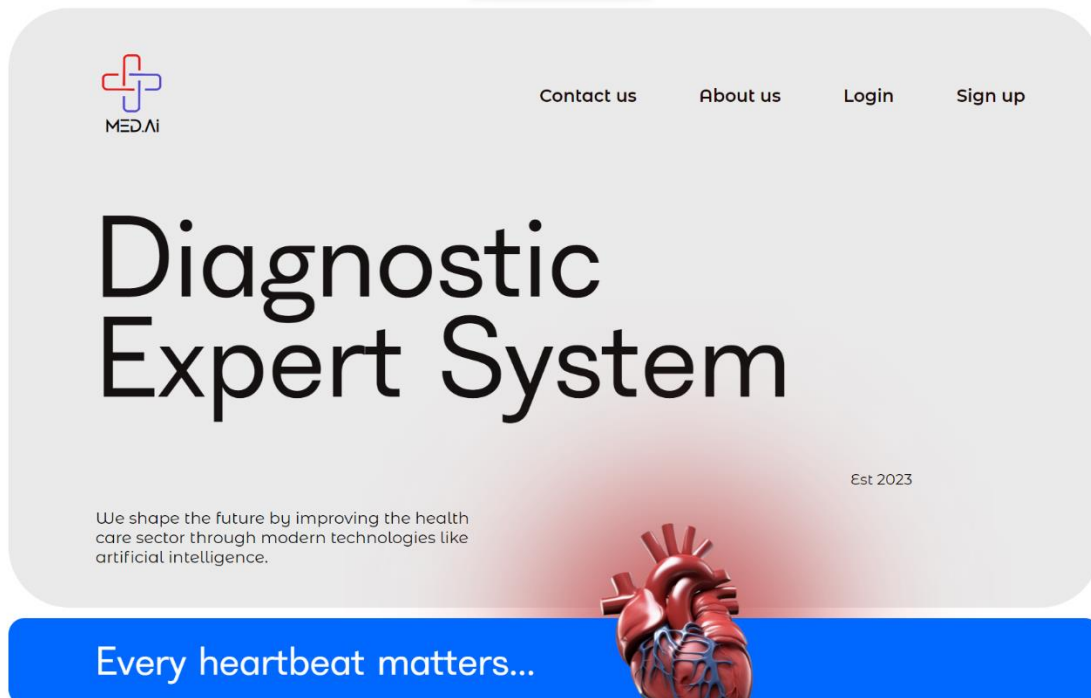 MED.Ai
Contact us About us Login Sign up
Diagnostic
Expert System
Est 2023
We shape the future by improving the health
care sector through modern technologies like
artificial intelligence.
Every heartbeat matters...